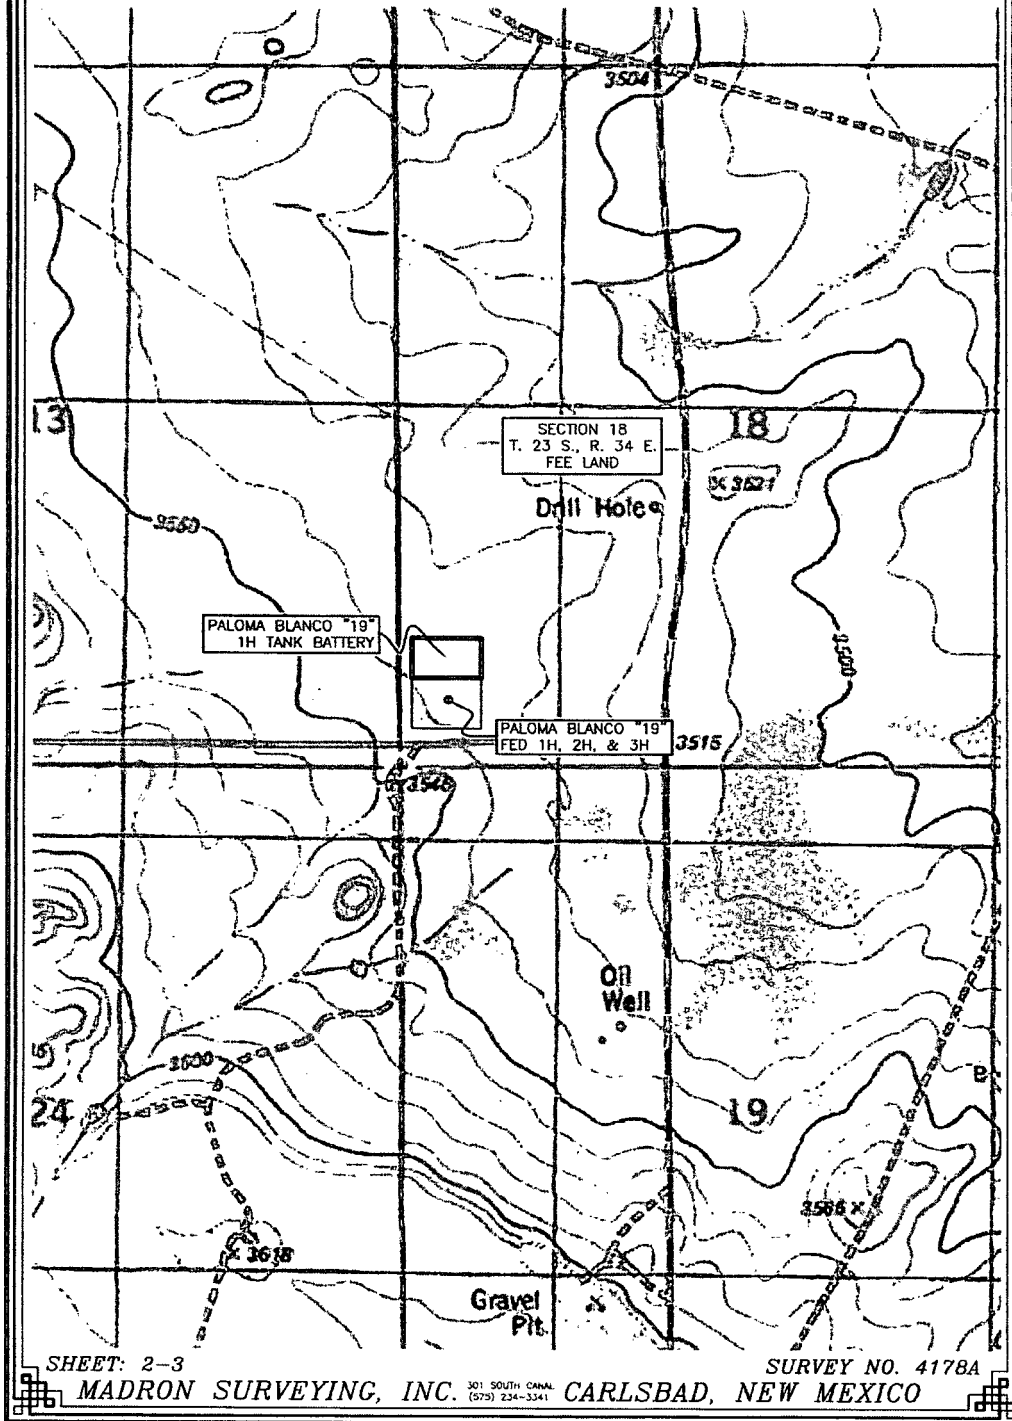 3504
13
SECTION 18
T. 23 S., R. 34 E.
FEE LAND
18
3521
Drill Hole
3550
PALOMA BLANCO "19"
1H TANK BATTERY
3500
PALOMA BLANCO "19"
FED 1H, 2H, & 3H
3515
3546
Oil
Well
3600
24
19
3566
3618
Gravel
Pit
SHEET: 2-3
SURVEY NO. 4178A
MADRON SURVEYING, INC. 301 SOUTH CANAL (575) 234-3341 CARLSBAD, NEW MEXICO